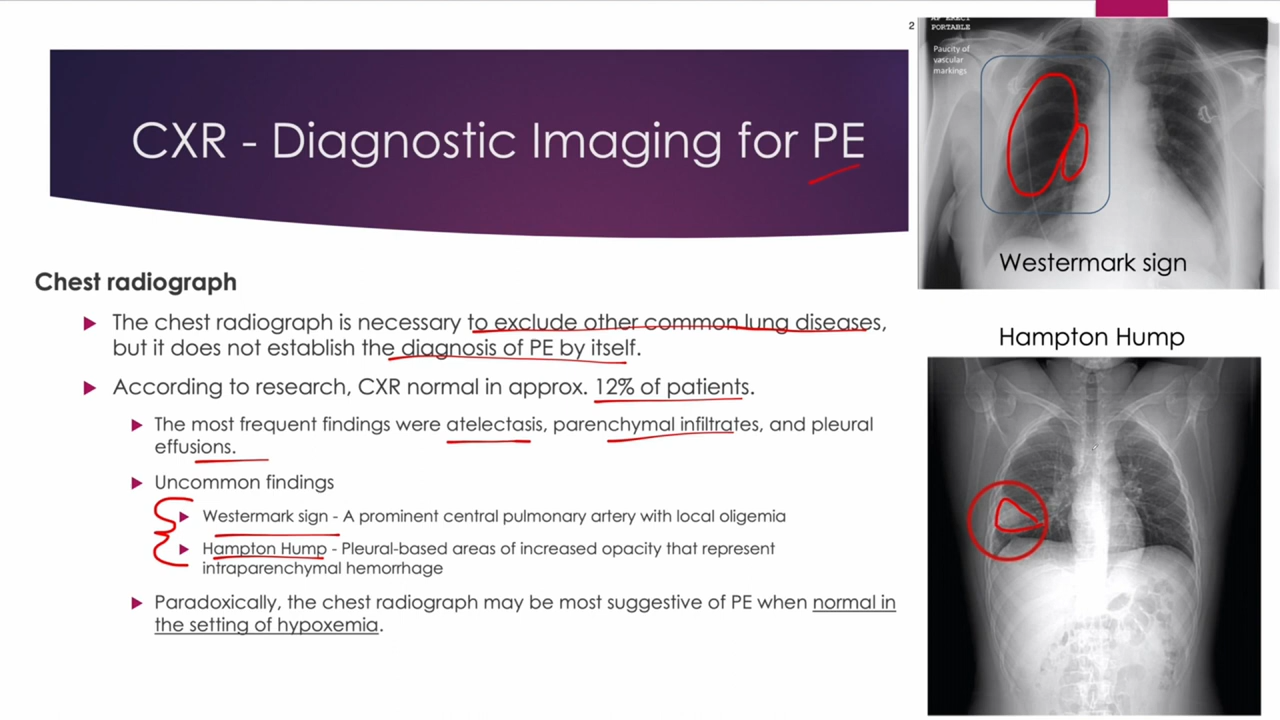 2
AP ERECT
PORTABLE
Paucity of
vascular
markings
CXR - Diagnostic Imaging for PE
Westermark sign
Chest radiograph
The chest radiograph is necessary to exclude other common lung diseases,
but it does not establish the diagnosis of PE by itself.
According to research, CXR normal in approx. 12% of patients.
The most frequent findings were atelectasis, parenchymal infiltrates, and pleural
effusions.
Uncommon findings
Westermark sign - A prominent central pulmonary artery with local oligemia
Hampton Hump - Pleural-based areas of increased opacity that represent
intraparenchymal hemorrhage
Paradoxically, the chest radiograph may be most suggestive of PE when normal in
the setting of hypoxemia.
Hampton Hump